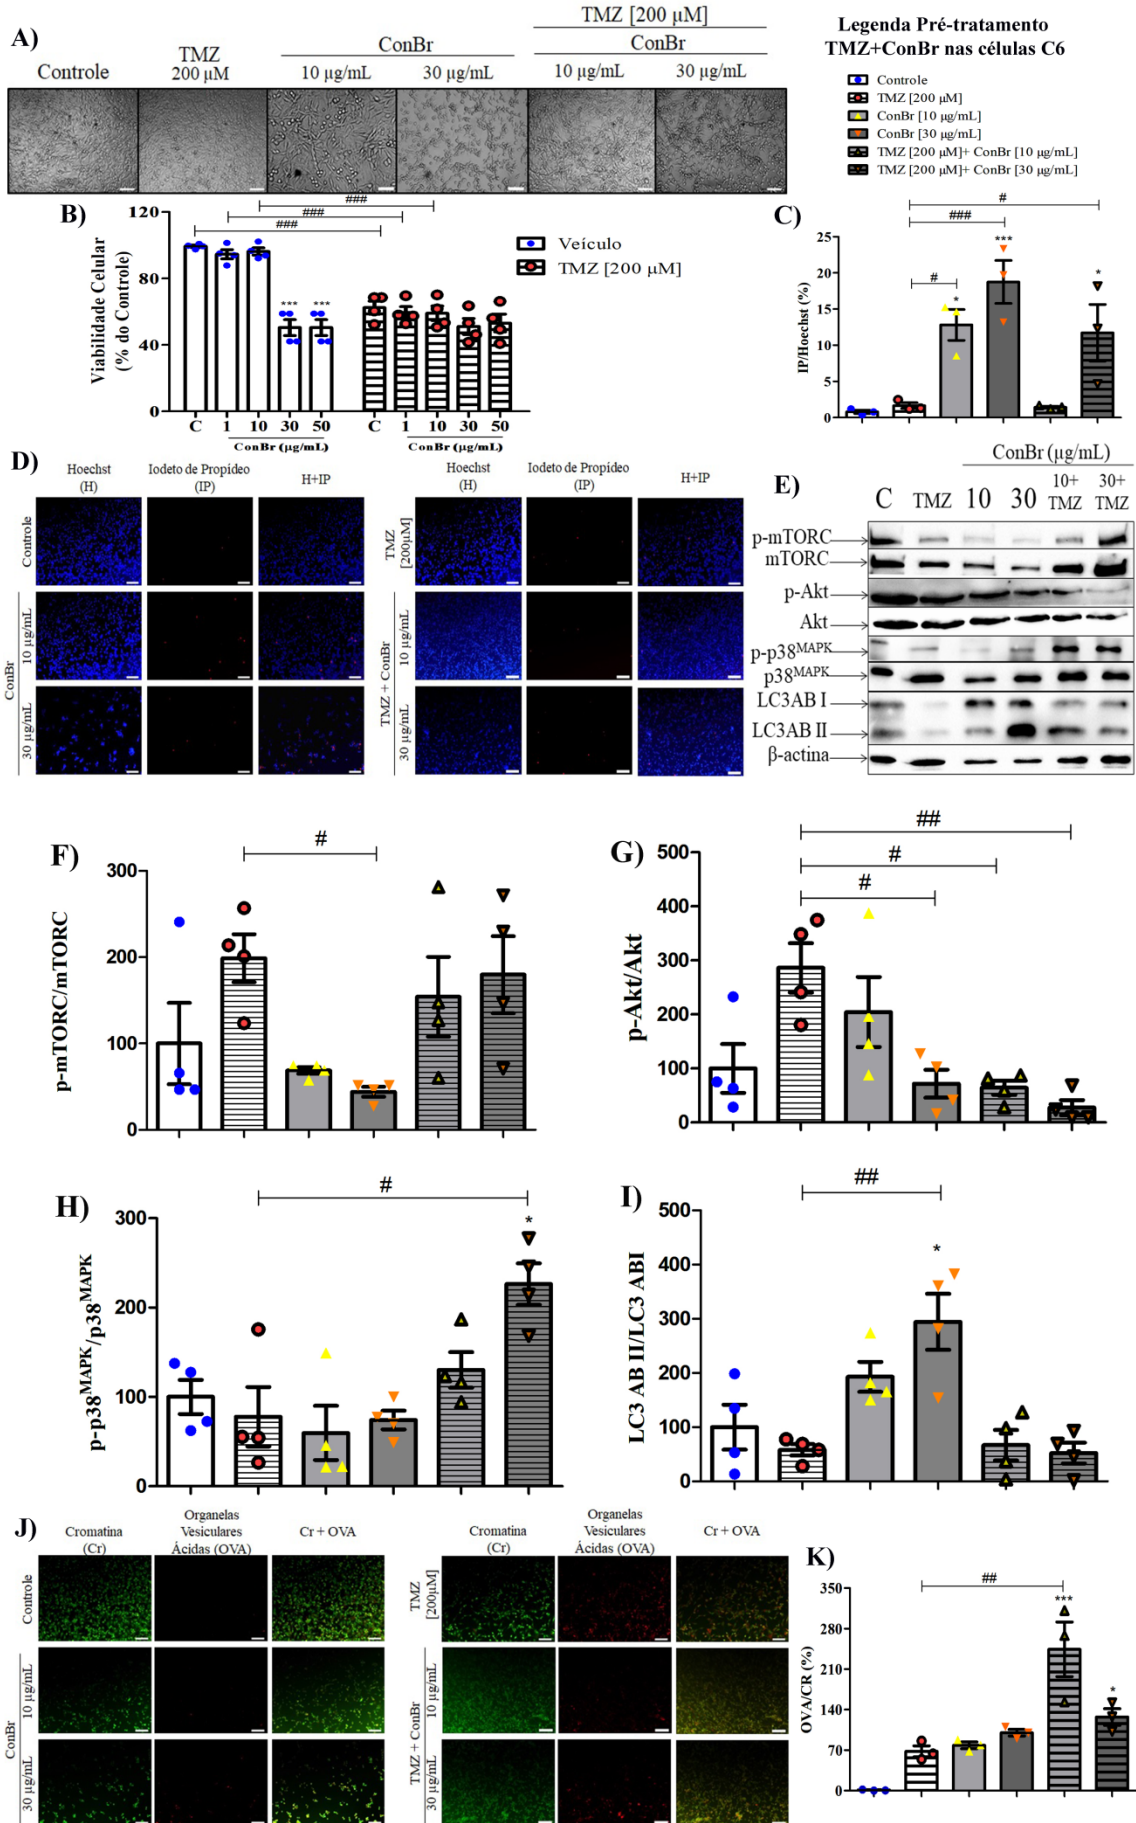 A)
Controle
TMZ
200 µM
ConBr
10 µg/mL
30 µg/mL
TMZ [200 µM]
ConBr
10 µg/mL
30 µg/mL
Legenda Pré-tratamento
TMZ+ConBr nas células C6
Controle
TMZ [200 µM]
ConBr [10 µg/mL]
ConBr [30 µg/mL]
TMZ [200 µM]+ ConBr [10 µg/mL]
TMZ [200 µM]+ ConBr [30 µg/mL]
B)
###
###
###
Viabilidade Celular
(% do Controle)
120
80
40
0
***
***
C 1 10 30 50
ConBr (µg/mL)
C 1 10 30 50
ConBr (µg/mL)
Veículo
TMZ [200 µM]
C)
#
###
#
*
***
*
IP/Hoechst (%)
25
20
15
10
5
0
D)
Hoechst
(H)
Iodeto de Propídeo
(IP)
H+IP
Controle
ConBr
10 µg/mL
30 µg/mL
Hoechst
(H)
Iodeto de Propídeo
(IP)
H+IP
TMZ
[200µM]
TMZ + ConBr
10 µg/mL
30 µg/mL
E)
ConBr (µg/mL)
C TMZ 10 30 10+ TMZ 30+ TMZ
p-mTORC
mTORC
p-Akt
Akt
p-p38MAPK
p38MAPK
LC3AB I
LC3AB II
β-actina
F)
#
p-mTORC/mTORC
300
200
100
0
G)
##
#
#
p-Akt/Akt
500
400
300
200
100
0
H)
#
*
p-p38MAPK/p38MAPK
300
200
100
0
I)
##
*
LC3 AB II/LC3 ABI
500
400
300
200
100
0
J)
Cromatina
(Cr)
Organelas
Vesiculares
Ácidas (OVA)
Cr + OVA
Controle
ConBr
10 µg/mL
30 µg/mL
Cromatina
(Cr)
Organelas
Vesiculares
Ácidas (OVA)
Cr + OVA
TMZ
[200µM]
TMZ + ConBr
10 µg/mL
30 µg/mL
K)
##
***
*
OVA/CR (%)
350
280
210
140
70
0